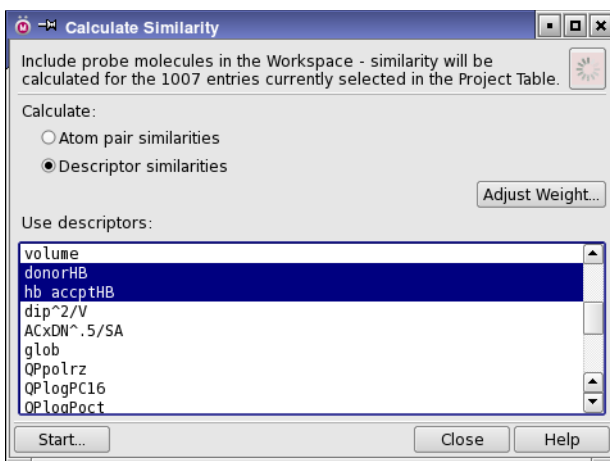 Calculate Similarity
Include probe molecules in the Workspace - similarity will be
calculated for the 1007 entries currently selected in the Project Table.
Calculate:
Atom pair similarities
Descriptor similarities
Adjust Weight...
Use descriptors:
volume
donorHB
hb accptHB
dip^2/V
ACxDN^.5/SA
glob
QPpolrz
QPlogPC16
QPlogPoct
Start...
Close
Help